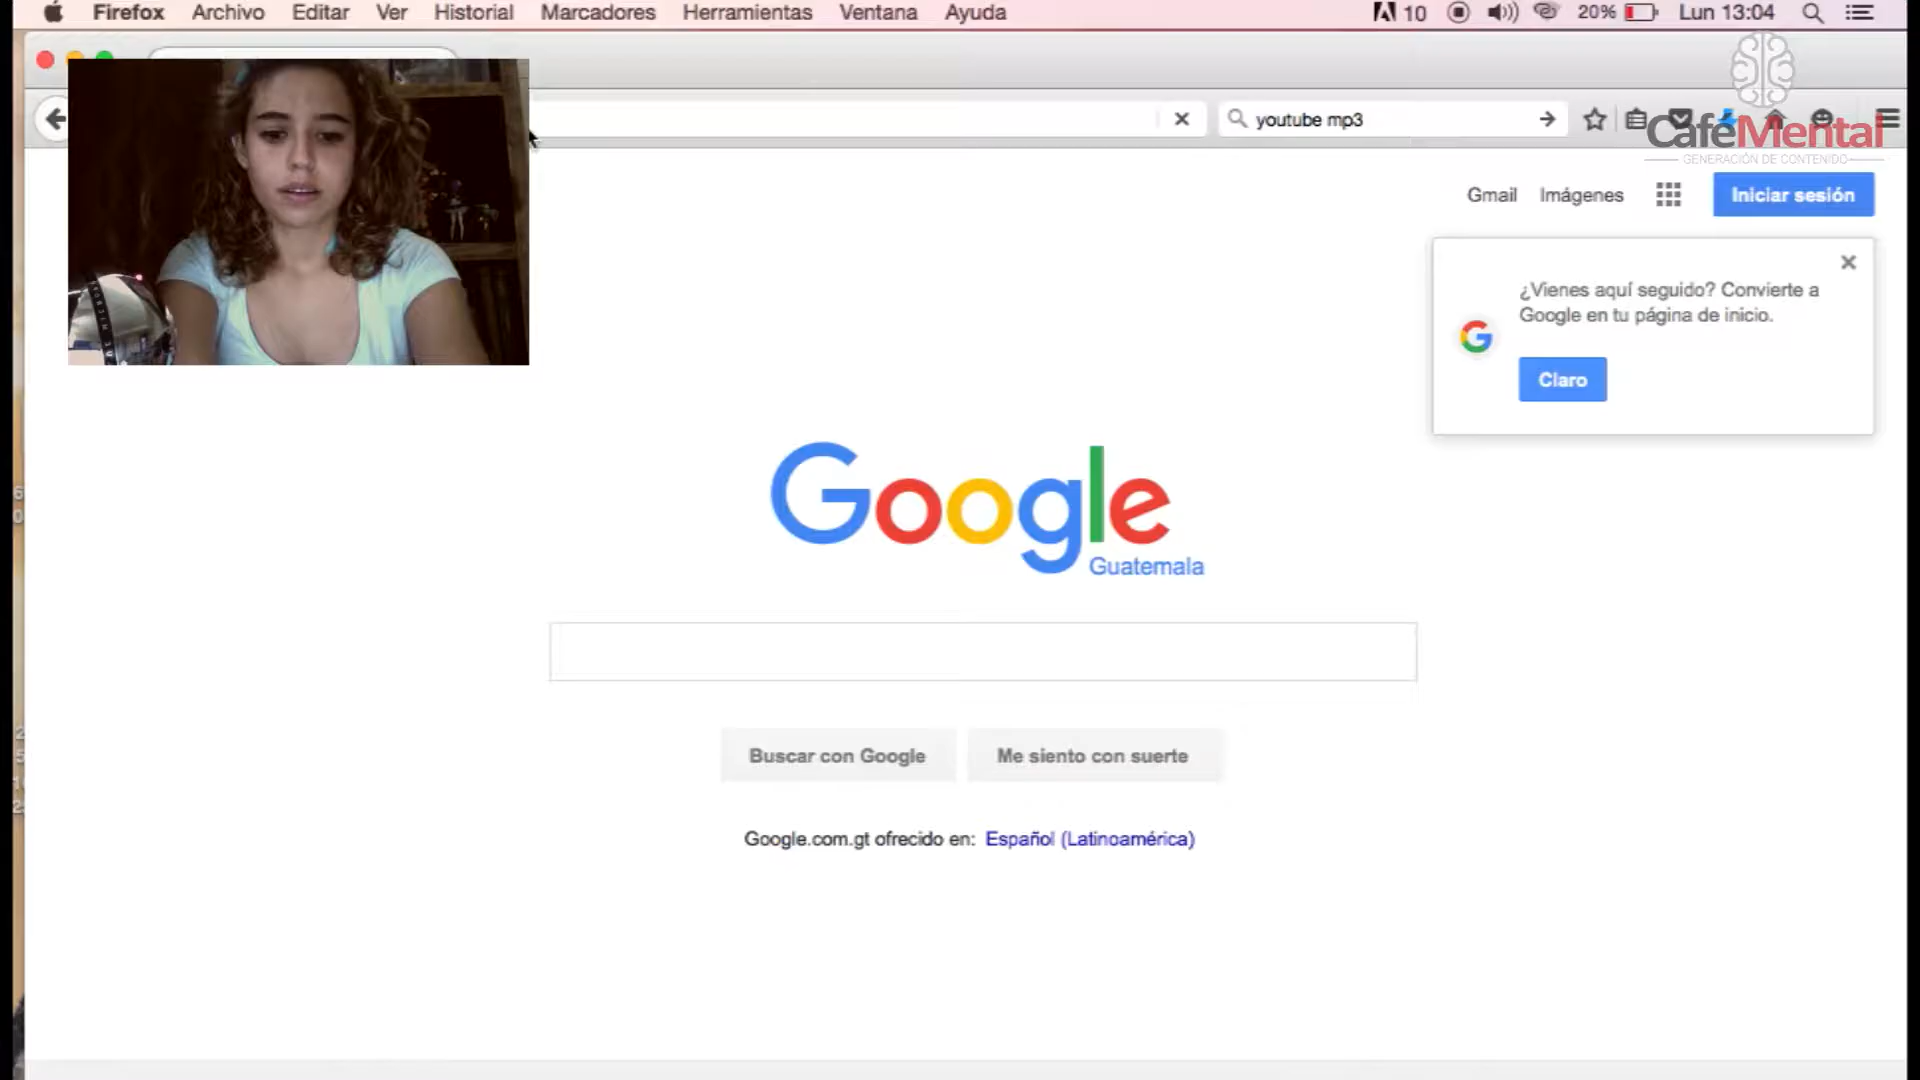 Firefox Archivo Editar Ver Historial Marcadores Herramientas Ventana Ayuda 10 20% Lun 13:04
youtube mp3
CafeMental
GENERACIÓN DE CONTENIDO
Gmail Imágenes Iniciar sesión
¿Vienes aquí seguido? Convierte a
Google en tu página de inicio.
Claro
Google
Guatemala
Buscar con Google Me siento con suerte
Google.com.gt ofrecido en: Español (Latinoamérica)